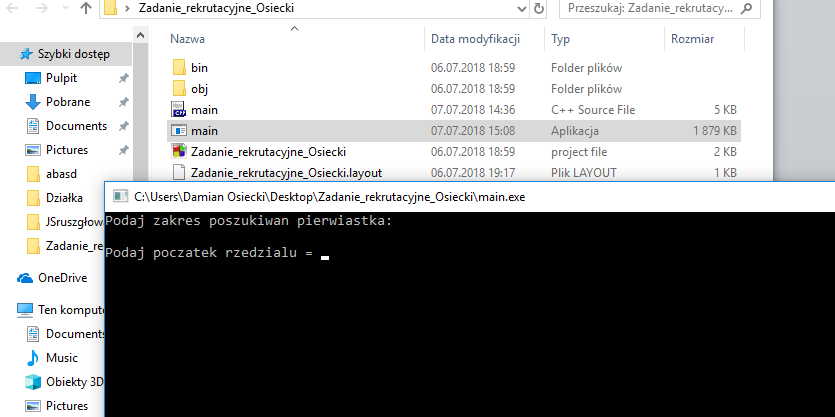 Zadanie_rekrutacyjne_Osiecki
Przeszukaj: Zadanie_rekrutacy...
Szybki dostęp
Pulpit
Pobrane
Documents
Pictures
abasd
Działka
JSruszgłow
Zadanie_re
OneDrive
Ten kompute
Documents
Music
Obiekty 3D
Pictures
Nazwa Data modyfikacji Typ Rozmiar
bin 06.07.2018 18:59 Folder plików
obj 06.07.2018 18:59 Folder plików
main 07.07.2018 14:36 C++ Source File 5 KB
main 07.07.2018 15:08 Aplikacja 1 879 KB
Zadanie_rekrutacyjne_Osiecki 06.07.2018 18:59 project file 2 KB
Zadanie_rekrutacyjne_Osiecki.layout 06.07.2018 19:17 Plik LAYOUT 1 KB
C:\Users\Damian Osiecki\Desktop\Zadanie_rekrutacyjne_Osiecki\main.exe
Podaj zakres poszukiwan pierwiastka:
Podaj poczatek rzedzialu = _